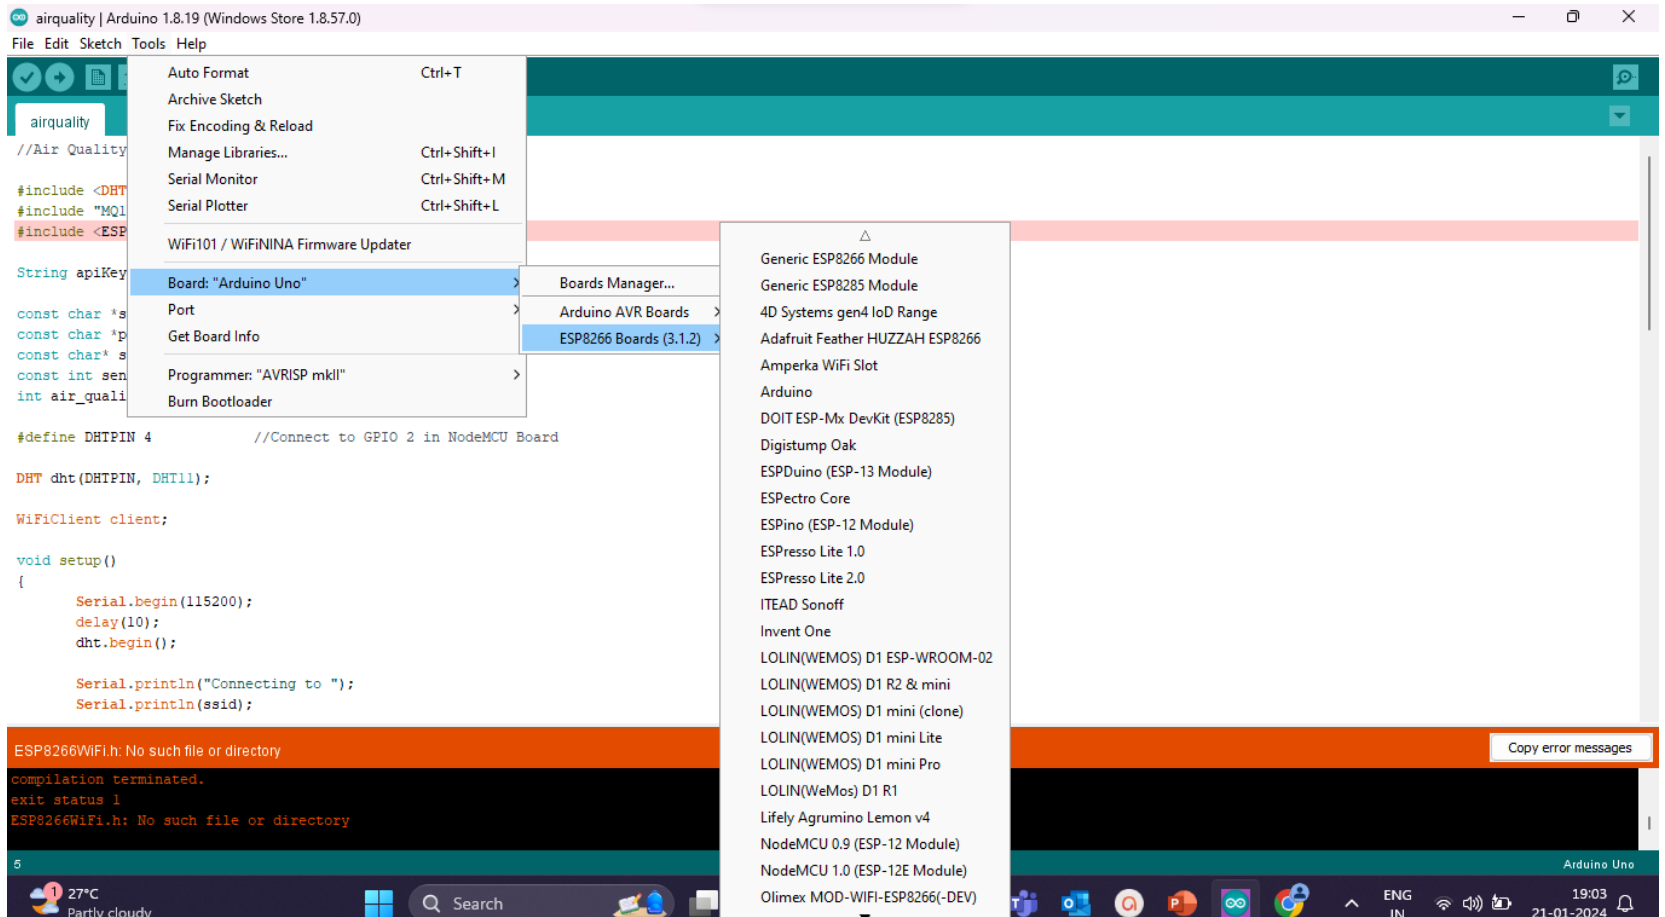 airquality | Arduino 1.8.19 (Windows Store 1.8.57.0)
File Edit Sketch Tools Help
airquality
Auto Format Ctrl+T
Archive Sketch
Fix Encoding & Reload
Manage Libraries... Ctrl+Shift+I
Serial Monitor Ctrl+Shift+M
Serial Plotter Ctrl+Shift+L
WiFi101 / WiFiNINA Firmware Updater
Board: "Arduino Uno"
Port
Get Board Info
Programmer: "AVRISP mkII"
Burn Bootloader
Boards Manager...
Arduino AVR Boards
ESP8266 Boards (3.1.2)
Generic ESP8266 Module
Generic ESP8285 Module
4D Systems gen4 IoD Range
Adafruit Feather HUZZAH ESP8266
Amperka WiFi Slot
Arduino
DOIT ESP-Mx DevKit (ESP8285)
Digistump Oak
ESPDuino (ESP-13 Module)
ESPectro Core
ESPino (ESP-12 Module)
ESPresso Lite 1.0
ESPresso Lite 2.0
ITEAD Sonoff
Invent One
LOLIN(WEMOS) D1 ESP-WROOM-02
LOLIN(WEMOS) D1 R2 & mini
LOLIN(WEMOS) D1 mini (clone)
LOLIN(WEMOS) D1 mini Lite
LOLIN(WEMOS) D1 mini Pro
LOLIN(WeMos) D1 R1
Lifely Agrumino Lemon v4
NodeMCU 0.9 (ESP-12 Module)
NodeMCU 1.0 (ESP-12E Module)
Olimex MOD-WIFI-ESP8266(-DEV)
//Air Quality
#include <DHT
#include "MQ1
#include <ESP
String apiKey
const char *s
const char *p
const char* s
const int sen
int air_quali
#define DHTPIN 4 //Connect to GPIO 2 in NodeMCU Board
DHT dht(DHTPIN, DHT11);
WiFiClient client;
void setup()
{
Serial.begin(115200);
delay(10);
dht.begin();
Serial.println("Connecting to ");
Serial.println(ssid);
ESP8266WiFi.h: No such file or directory
Copy error messages
compilation terminated.
exit status 1
ESP8266WiFi.h: No such file or directory
5
Arduino Uno
1
27°C
Partly cloudy
Search
ENG
IN
19:03
21-01-2024